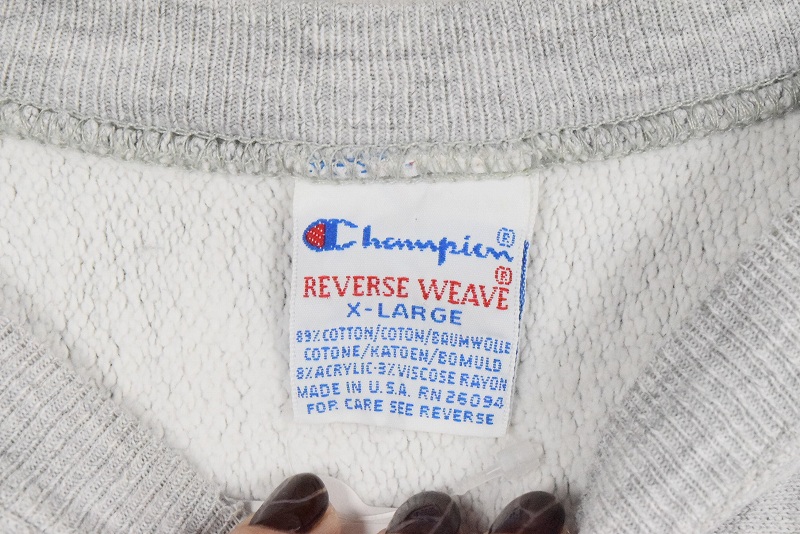 Champion®
REVERSE WEAVE®
X-LARGE
89% COTTON/COTON/BAUMWOLLE
COTONE/KATOEN/BOMULD
8% ACRYLIC·3% VISCOSE RAYON
MADE IN U.S.A. RN 26094
FOR CARE SEE REVERSE